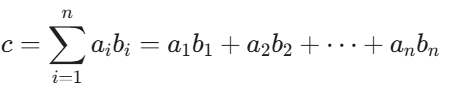 c = \sum_{i=1}^{n} a_i b_i = a_1 b_1 + a_2 b_2 + \cdots + a_n b_n